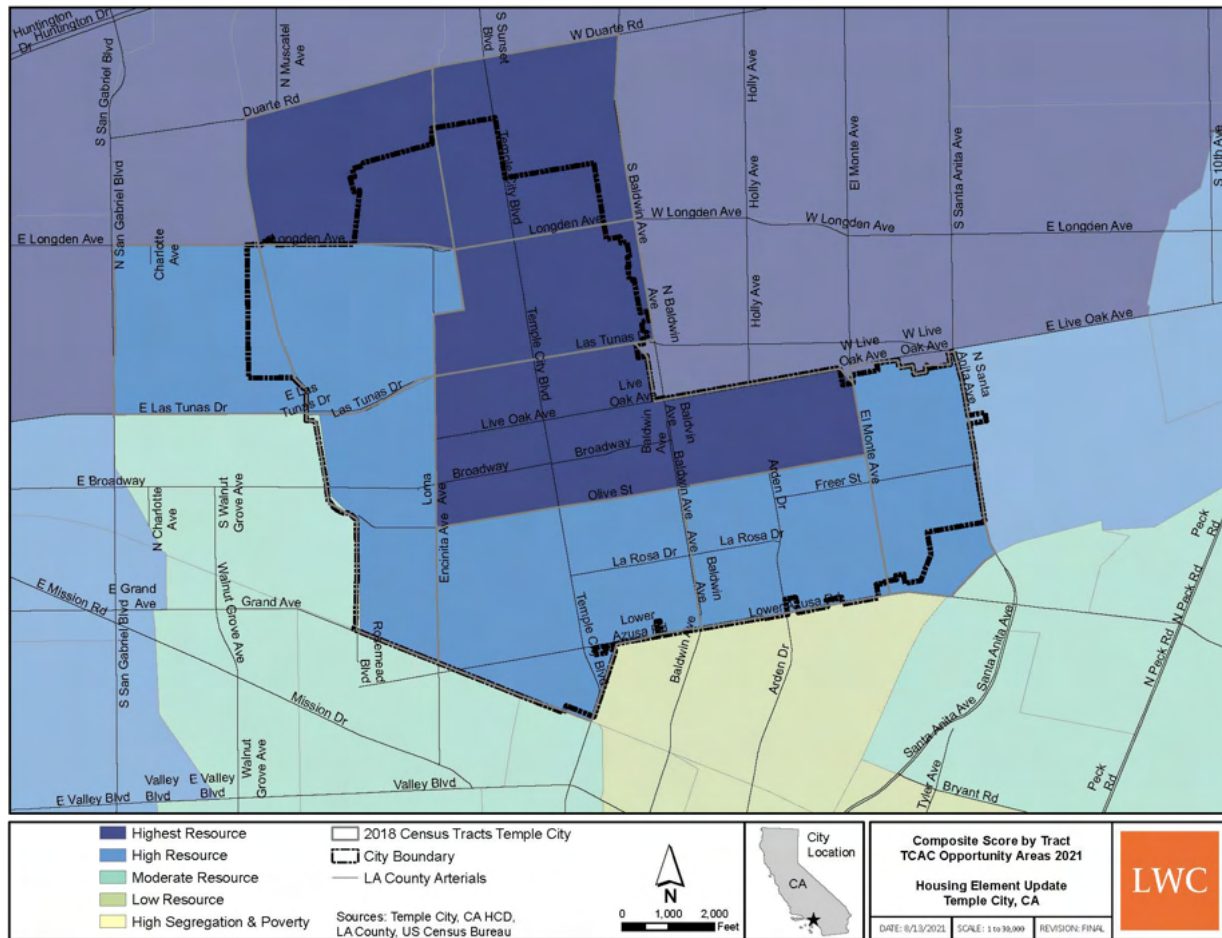 Huntington
Dr Huntington Dr
S San Gabriel Blvd
N Muscatel
Ave
S Sunset
Blvd
W Duarte Rd
Duarte Rd
Holly Ave
El Monte Ave
S Santa Anita Ave
S 10th Ave
N San Gabriel Blvd
Temple City Blvd
S Baldwin Ave
Holly Ave
E Longden Ave
Charlotte
Ave
Longden Ave
Longden Ave
W Longden Ave
W Longden Ave
E Longden Ave
N Baldwin
Ave
Holly Ave
Temple City Blvd
Las Tunas
W Live
Oak Ave
W Live
Oak Ave
E Live Oak Ave
N Santa
Anita Ave
E Las Tunas Dr
E Las
Tunas Dr
Las Tunas Dr
Live Oak Ave
Live
Oak Ave
Baldwin
Ave
Baldwin
Ave
El Monte Ave
E Broadway
Broadway
Broadway
Loma
Ave
N Charlotte
Ave
S Walnut
Grove Ave
Olive St
Baldwin Ave
Arden Dr
Freer St
Encinita Ave
La Rosa Dr
La Rosa Dr
Baldwin
Ave
Peck
Rd
N Peck Rd
E Mission Rd
E Grand
Ave
Grand Ave
Walnut Grove Ave
Lower
Lower Azusa Rd
Azusa
Temple City Blvd
Rosemead
Blvd
S San Gabriel Blvd
Baldwin Ave
Arden Dr
Santa Anita Ave
Santa Anita Ave
N Peck Rd
Mission Dr
Walnut
Grove Ave
Valley
Blvd
E Valley
Blvd
E Valley Blvd
Valley Blvd
Tyler Ave
Bryant Rd
Peck
Rd
Highest Resource
High Resource
Moderate Resource
Low Resource
High Segregation & Poverty
2018 Census Tracts Temple City
City Boundary
LA County Arterials
Sources: Temple City, CA HCD,
LA County, US Census Bureau
N
0 1,000 2,000
Feet
City
Location
CA
Composite Score by Tract
TCAC Opportunity Areas 2021
Housing Element Update
Temple City, CA
DATE: 8/13/2021
SCALE: 1 to 30,000
REVISION: FINAL
LWC